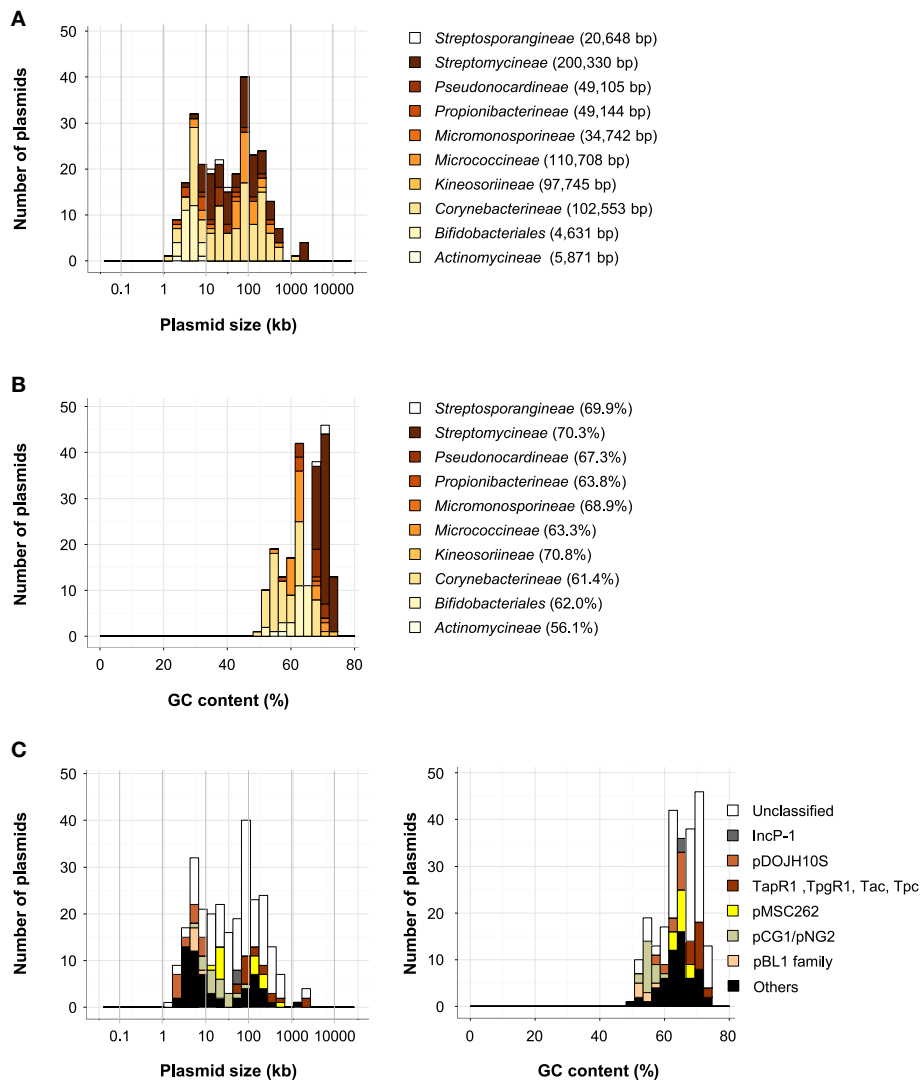 A
Number of plasmids
50
40
30
20
10
0
0.1 1 10 100 1000 10000
Plasmid size (kb)
Streptosporangineae (20,648 bp)
Streptomycineae (200,330 bp)
Pseudonocardineae (49,105 bp)
Propionibacterineae (49,144 bp)
Micromonosporineae (34,742 bp)
Micrococcineae (110,708 bp)
Kineosoriineae (97,745 bp)
Corynebacterineae (102,553 bp)
Bifidobacteriales (4,631 bp)
Actinomycineae (5,871 bp)
B
Number of plasmids
50
40
30
20
10
0
0 20 40 60 80
GC content (%)
Streptosporangineae (69.9%)
Streptomycineae (70.3%)
Pseudonocardineae (67.3%)
Propionibacterineae (63.8%)
Micromonosporineae (68.9%)
Micrococcineae (63.3%)
Kineosoriineae (70.8%)
Corynebacterineae (61.4%)
Bifidobacteriales (62.0%)
Actinomycineae (56.1%)
C
Number of plasmids
50
40
30
20
10
0
0.1 1 10 100 1000 10000
Plasmid size (kb)
Number of plasmids
50
40
30
20
10
0
0 20 40 60 80
GC content (%)
Unclassified
IncP-1
pDOJH10S
TapR1 ,TpgR1, Tac, Tpc
pMSC262
pCG1/pNG2
pBL1 family
Others